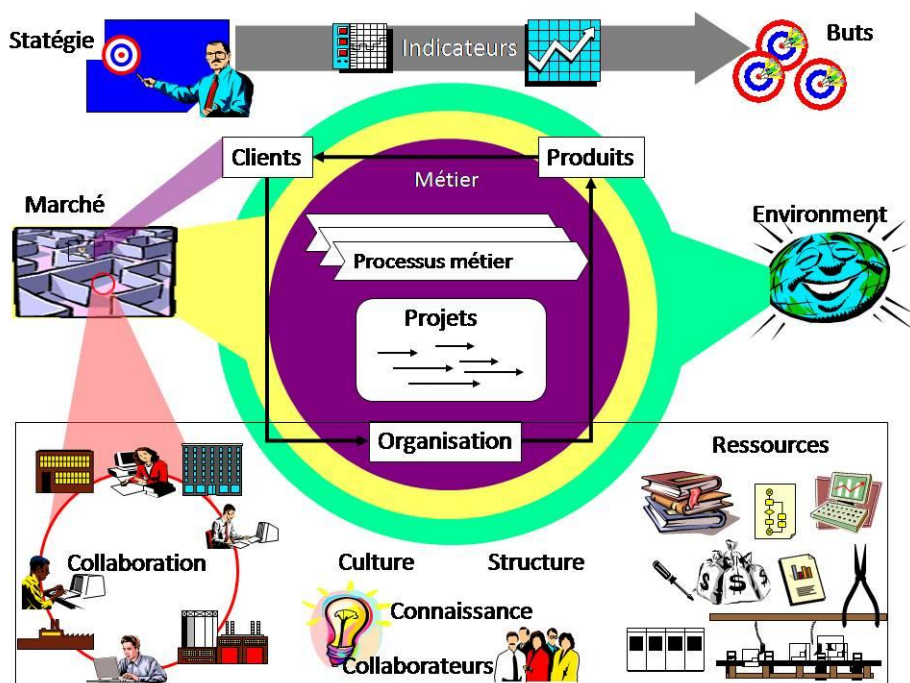 Statégie
Indicateurs
Buts
Clients
Produits
Métier
Marché
Environment
Processus métier
Projets
Organisation
Ressources
Collaboration
Culture
Structure
Connaissance
Collaborateurs
$
$
$